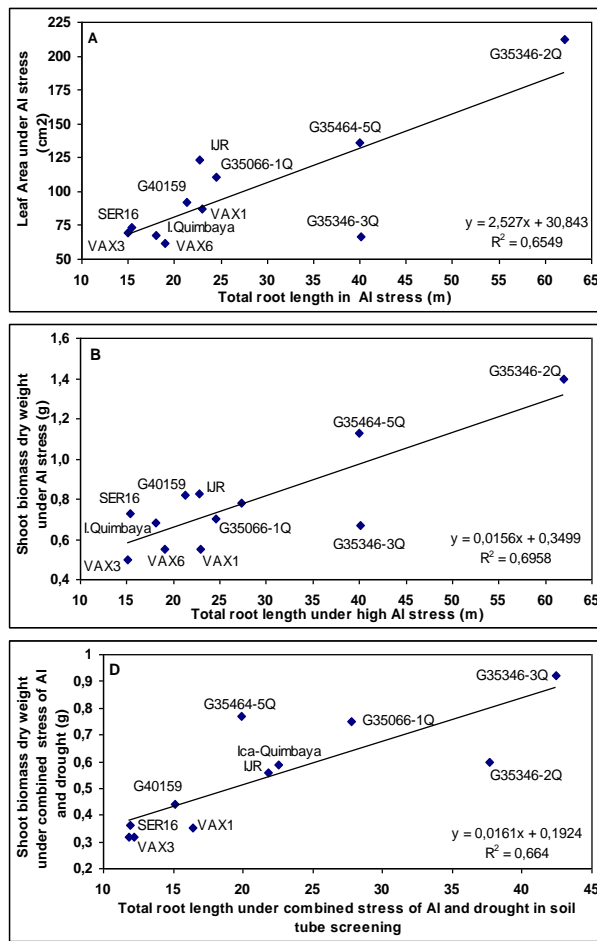 A
Leaf Area under Al stress
(cm2)
225
200
175
150
125
100
75
50
G35346-2Q
G35464-5Q
IJR
G35066-1Q
G40159
VAX1
SER16
I.Quimbaya
VAX3
VAX6
G35346-3Q
y = 2,527x + 30,843
R2 = 0,6549
10 15 20 25 30 35 40 45 50 55 60 65
Total root length in Al stress (m)
B
Shoot biomass dry weight
under Al stress (g)
1,6
1,4
1,2
1,0
0,8
0,6
0,4
G35346-2Q
G35464-5Q
G40159
IJR
SER16
I.Quimbaya
G35066-1Q
VAX3
VAX6
VAX1
G35346-3Q
y = 0,0156x + 0,3499
R2 = 0,6958
10 15 20 25 30 35 40 45 50 55 60 65
Total root length under high Al stress (m)
D
Shoot biomass dry weight
under combined stress of Al
and drought (g)
1
0,9
0,8
0,7
0,6
0,5
0,4
0,3
0,2
G35346-3Q
G35464-5Q
G35066-1Q
Ica-Quimbaya
IJR
G35346-2Q
G40159
SER16
VAX1
VAX3
y = 0,0161x + 0,1924
R2 = 0,664
10 15 20 25 30 35 40 45
Total root length under combined stress of Al and drought in soil
tube screening